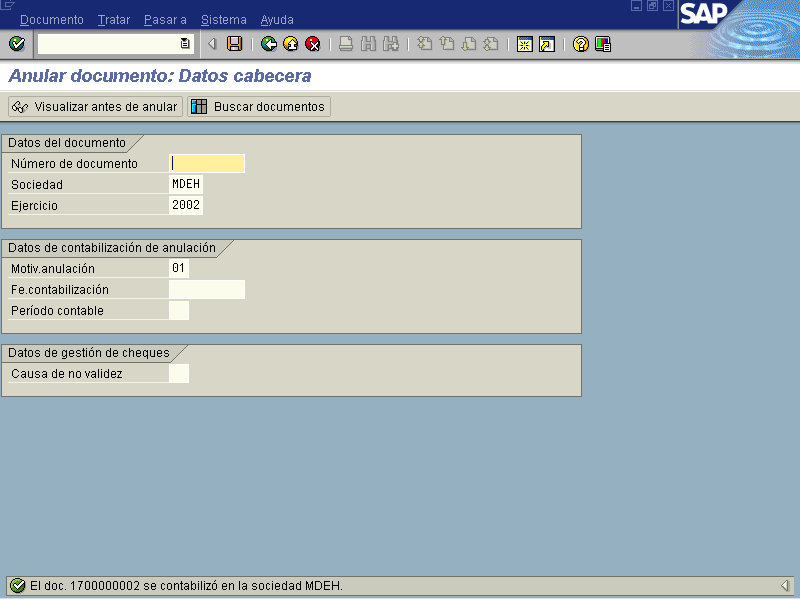 Documento Tratar Pasar a Sistema Ayuda
SAP
Anular documento: Datos cabecera
Visualizar antes de anular Buscar documentos
Datos del documento
Número de documento
Sociedad MDEH
Ejercicio 2002
Datos de contabilización de anulación
Motiv.anulación 01
Fe.contabilización
Período contable
Datos de gestión de cheques
Causa de no validez
El doc. 1700000002 se contabilizó en la sociedad MDEH.